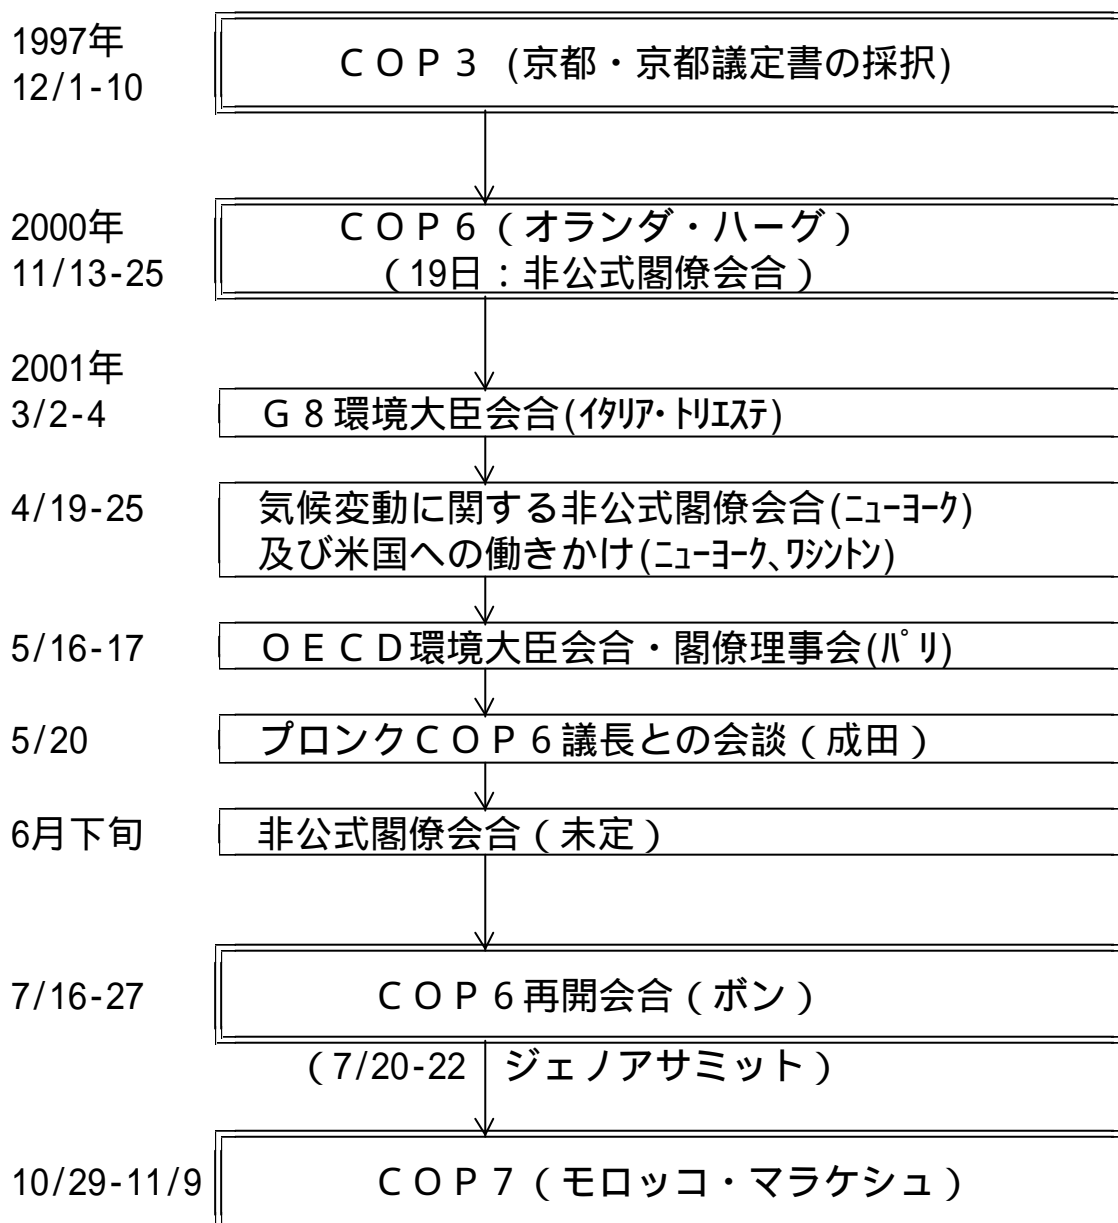 1997年
12/1-10
ＣＯＰ３ (京都・京都議定書の採択)
2000年
11/13-25
ＣＯＰ６（オランダ・ハーグ）
（19日：非公式閣僚会合）
2001年
3/2-4
Ｇ８環境大臣会合(ｲﾀﾘｱ・ﾄﾘｴｽﾃ)
4/19-25
気候変動に関する非公式閣僚会合(ﾆｭｰﾖｰｸ)
及び米国への働きかけ(ﾆｭｰﾖｰｸ、ﾜｼﾝﾄﾝ)
5/16-17
ＯＥＣＤ環境大臣会合・閣僚理事会(ﾊﾟﾘ)
5/20
プロンクＣＯＰ６議長との会談（成田）
6月下旬
非公式閣僚会合（未定）
7/16-27
ＣＯＰ６再開会合（ボン）
（7/20-22 ジェノアサミット）
10/29-11/9
ＣＯＰ７（モロッコ・マラケシュ）